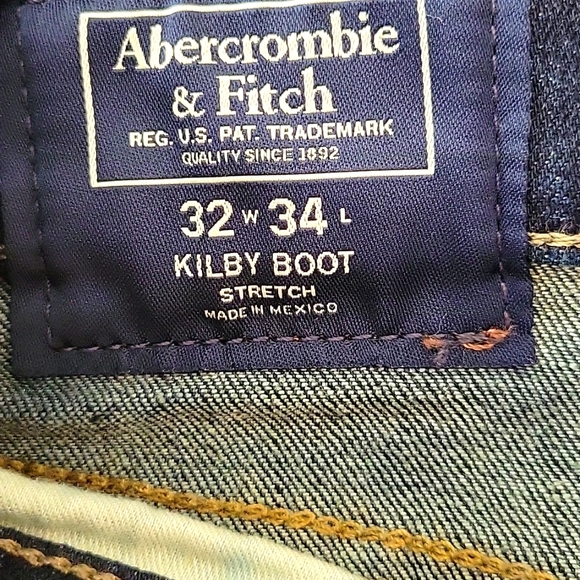 Abercrombie
& Fitch
REG. U.S. PAT. TRADEMARK
QUALITY SINCE 1892
32 W 34 L
KILBY BOOT
STRETCH
MADE IN MEXICO